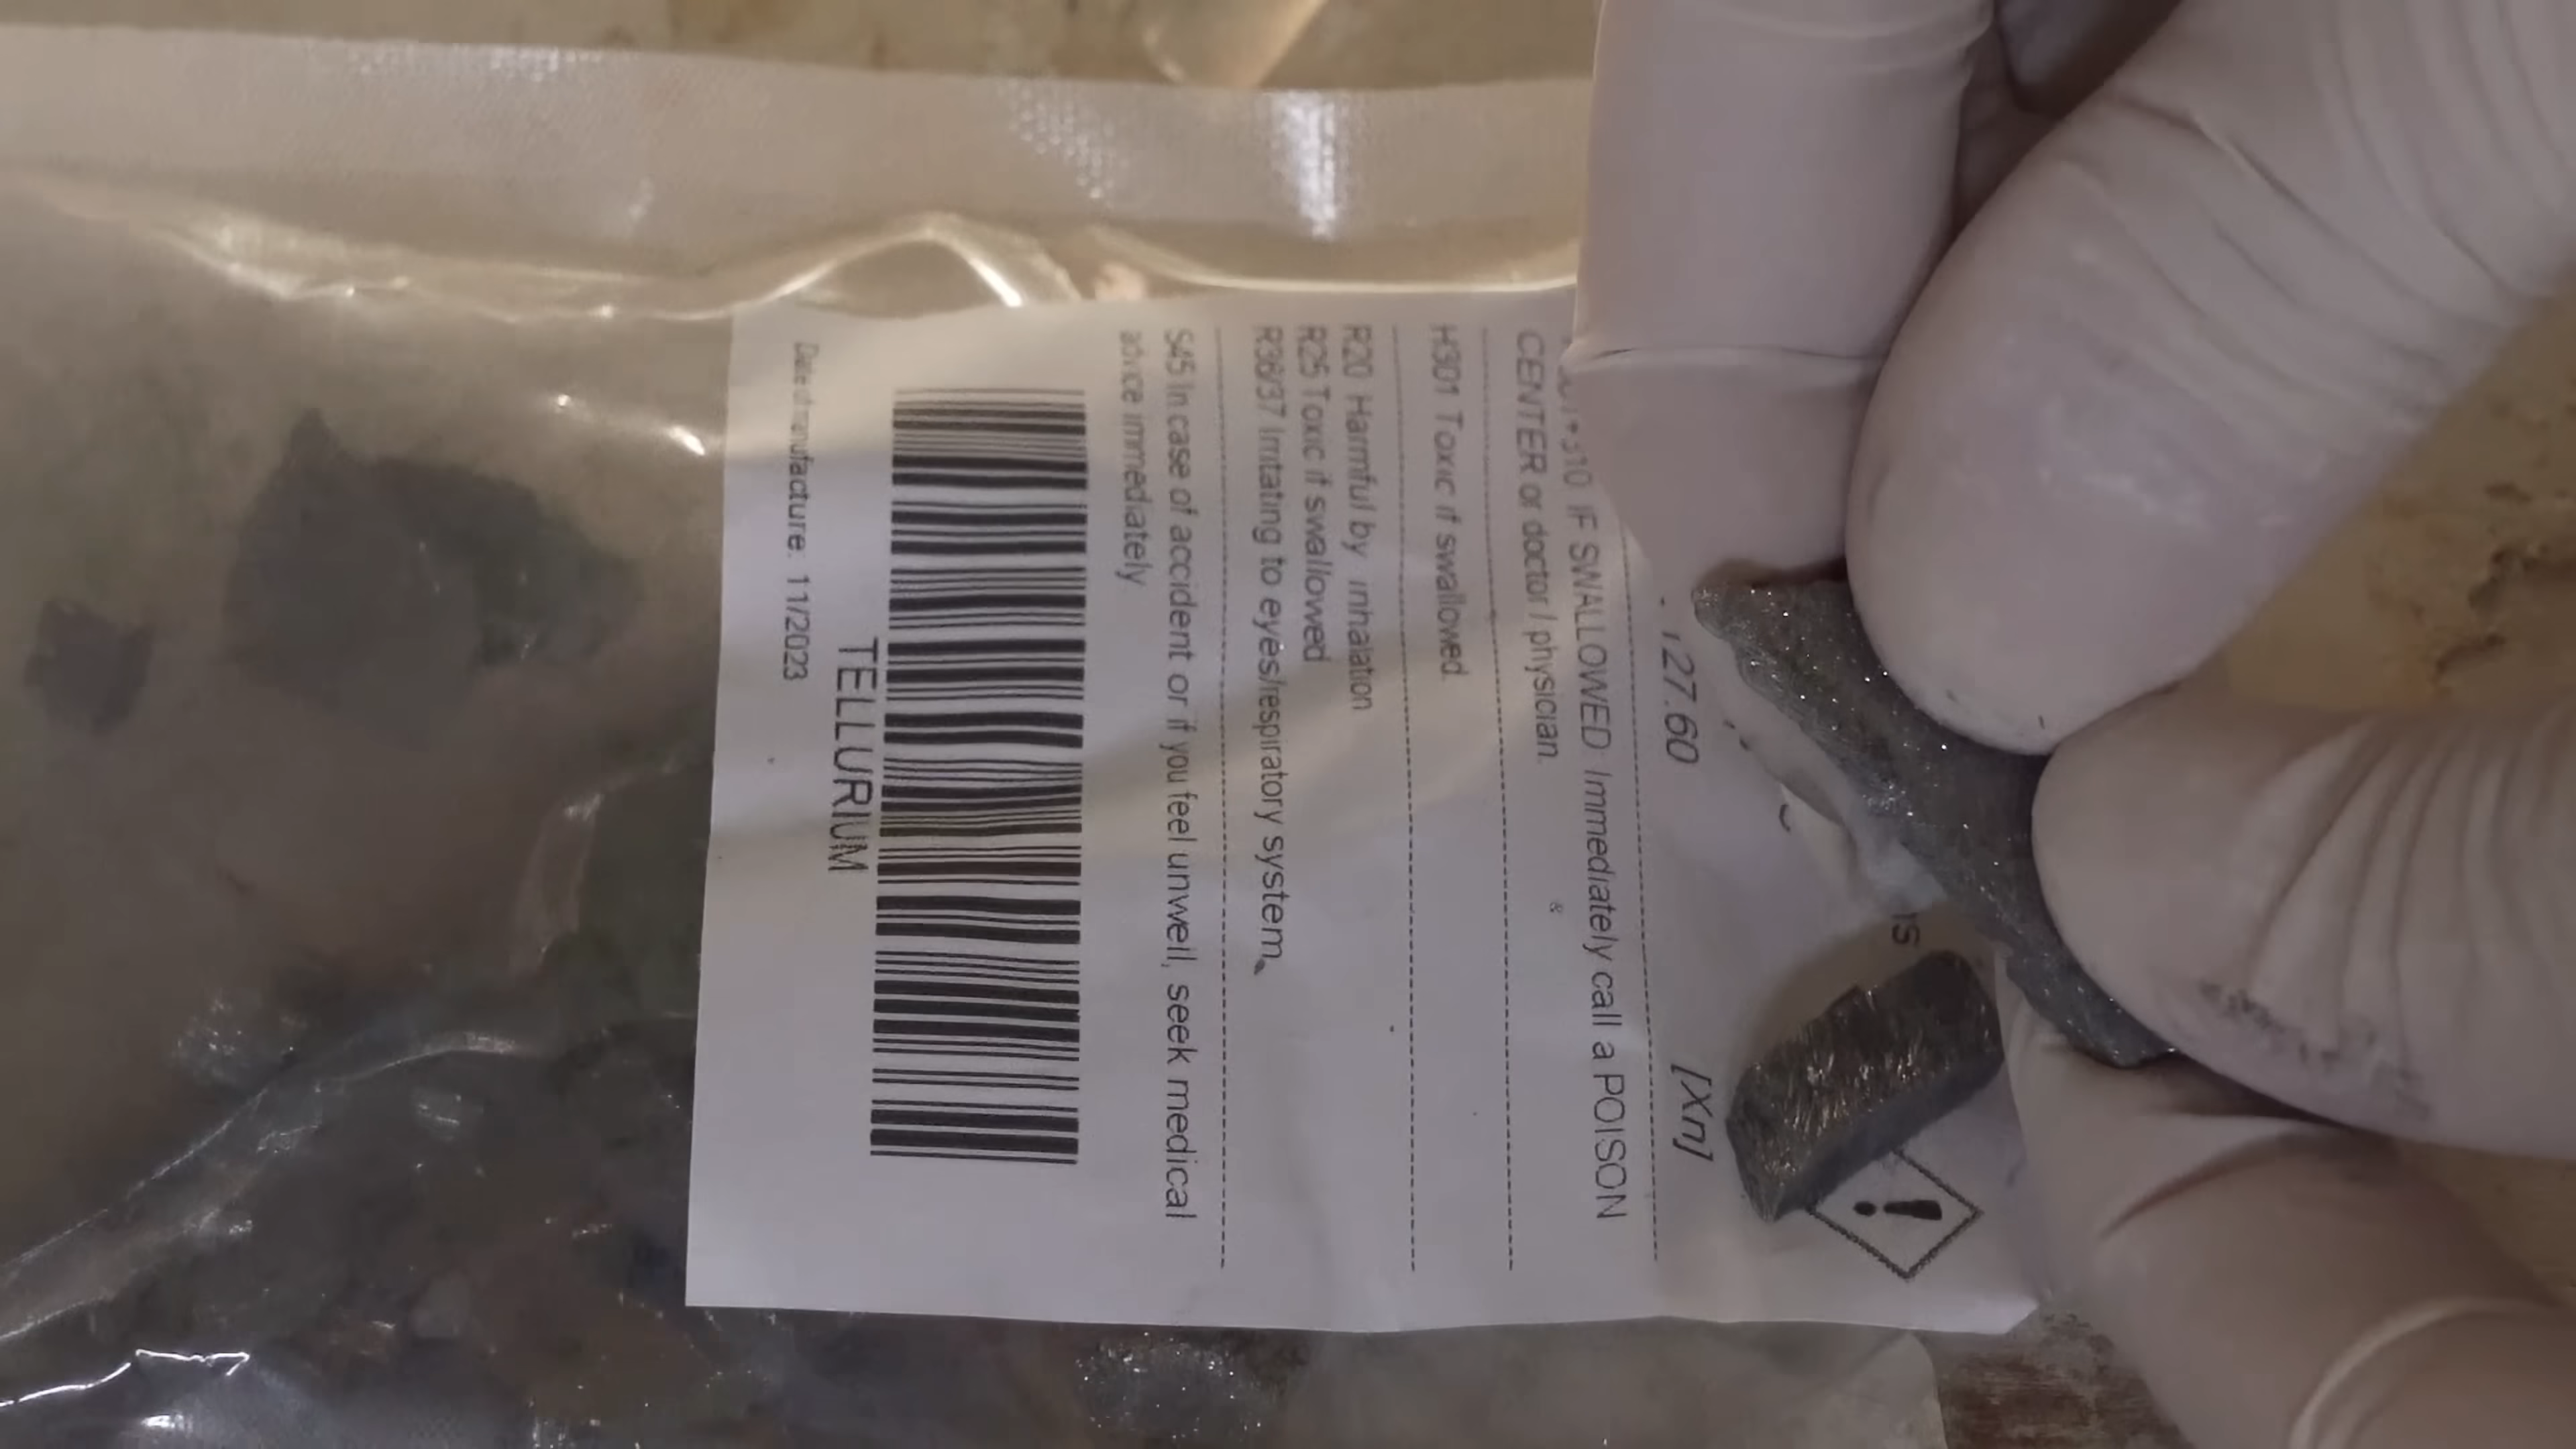 127.60
[Xn]
IF SWALLOWED Immediately call a POISON
CENTER or doctor / physician.
&
H301 Toxic if swallowed.
R20 Harmful by inhalation
R25 Toxic if swallowed
R36/37 Irritating to eyes/respiratory system.
S45 In case of accident or if you feel unwell, seek medical
advice immediately
TELLURIUM
Date of manufacture: 11/2023